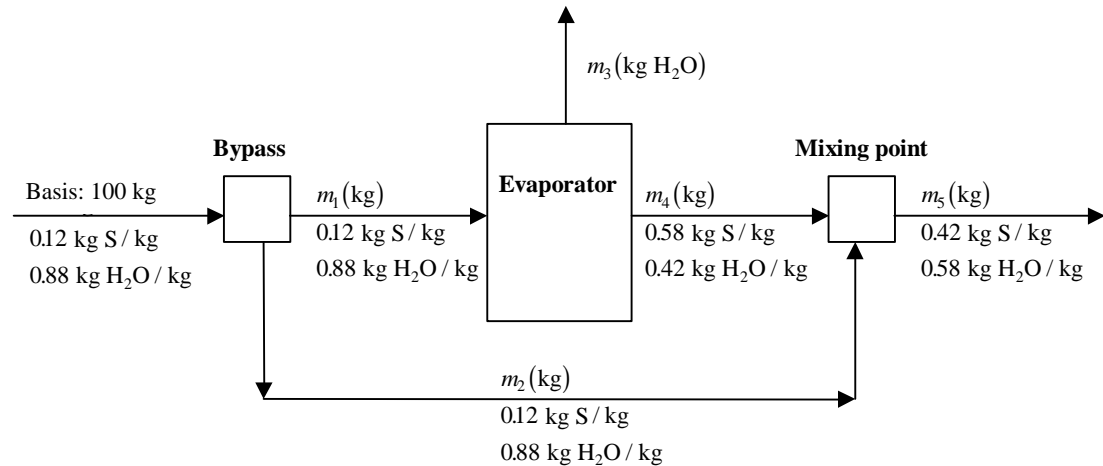 m₃(kg H₂O)
Bypass
Mixing point
Evaporator
Basis: 100 kg
0.12 kg S / kg
0.88 kg H₂O / kg
m₁(kg)
0.12 kg S / kg
0.88 kg H₂O / kg
m₄(kg)
0.58 kg S / kg
0.42 kg H₂O / kg
m₅(kg)
0.42 kg S / kg
0.58 kg H₂O / kg
m₂(kg)
0.12 kg S / kg
0.88 kg H₂O / kg